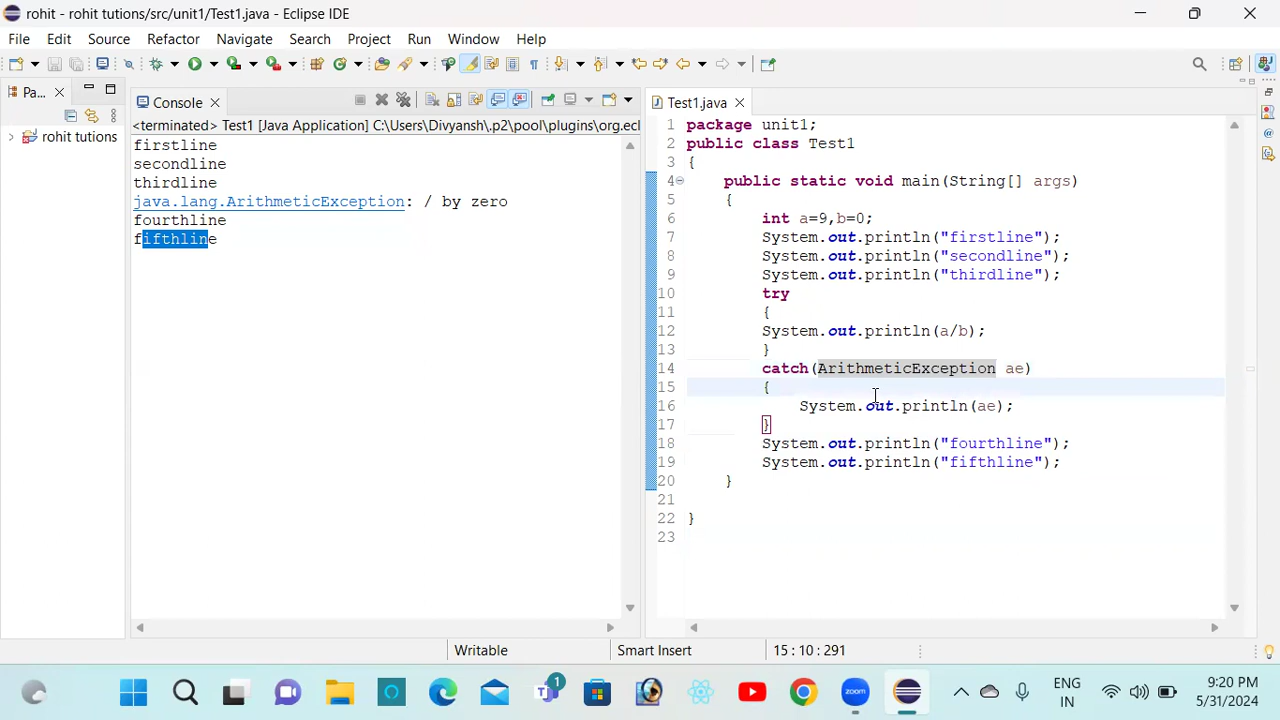 rohit - rohit tutions/src/unit1/Test1.java - Eclipse IDE
File Edit Source Refactor Navigate Search Project Run Window Help
Pa...
rohit tutions
Console
<terminated> Test1 [Java Application] C:\Users\Divyansh\.p2\pool\plugins\org.ecl
firstline
secondline
thirdline
java.lang.ArithmeticException: / by zero
fourthline
fifthline
Test1.java
1 package unit1;
2 public class Test1
3 {
4 public static void main(String[] args)
5 {
6 int a=9,b=0;
7 System.out.println("firstline");
8 System.out.println("secondline");
9 System.out.println("thirdline");
10 try
11 {
12 System.out.println(a/b);
13 }
14 catch(ArithmeticException ae)
15 {
16 System.out.println(ae);
17 }
18 System.out.println("fourthline");
19 System.out.println("fifthline");
20 }
21
22 }
23
Writable Smart Insert 15 : 10 : 291
1
zoom
ENG
IN
9:20 PM
5/31/2024